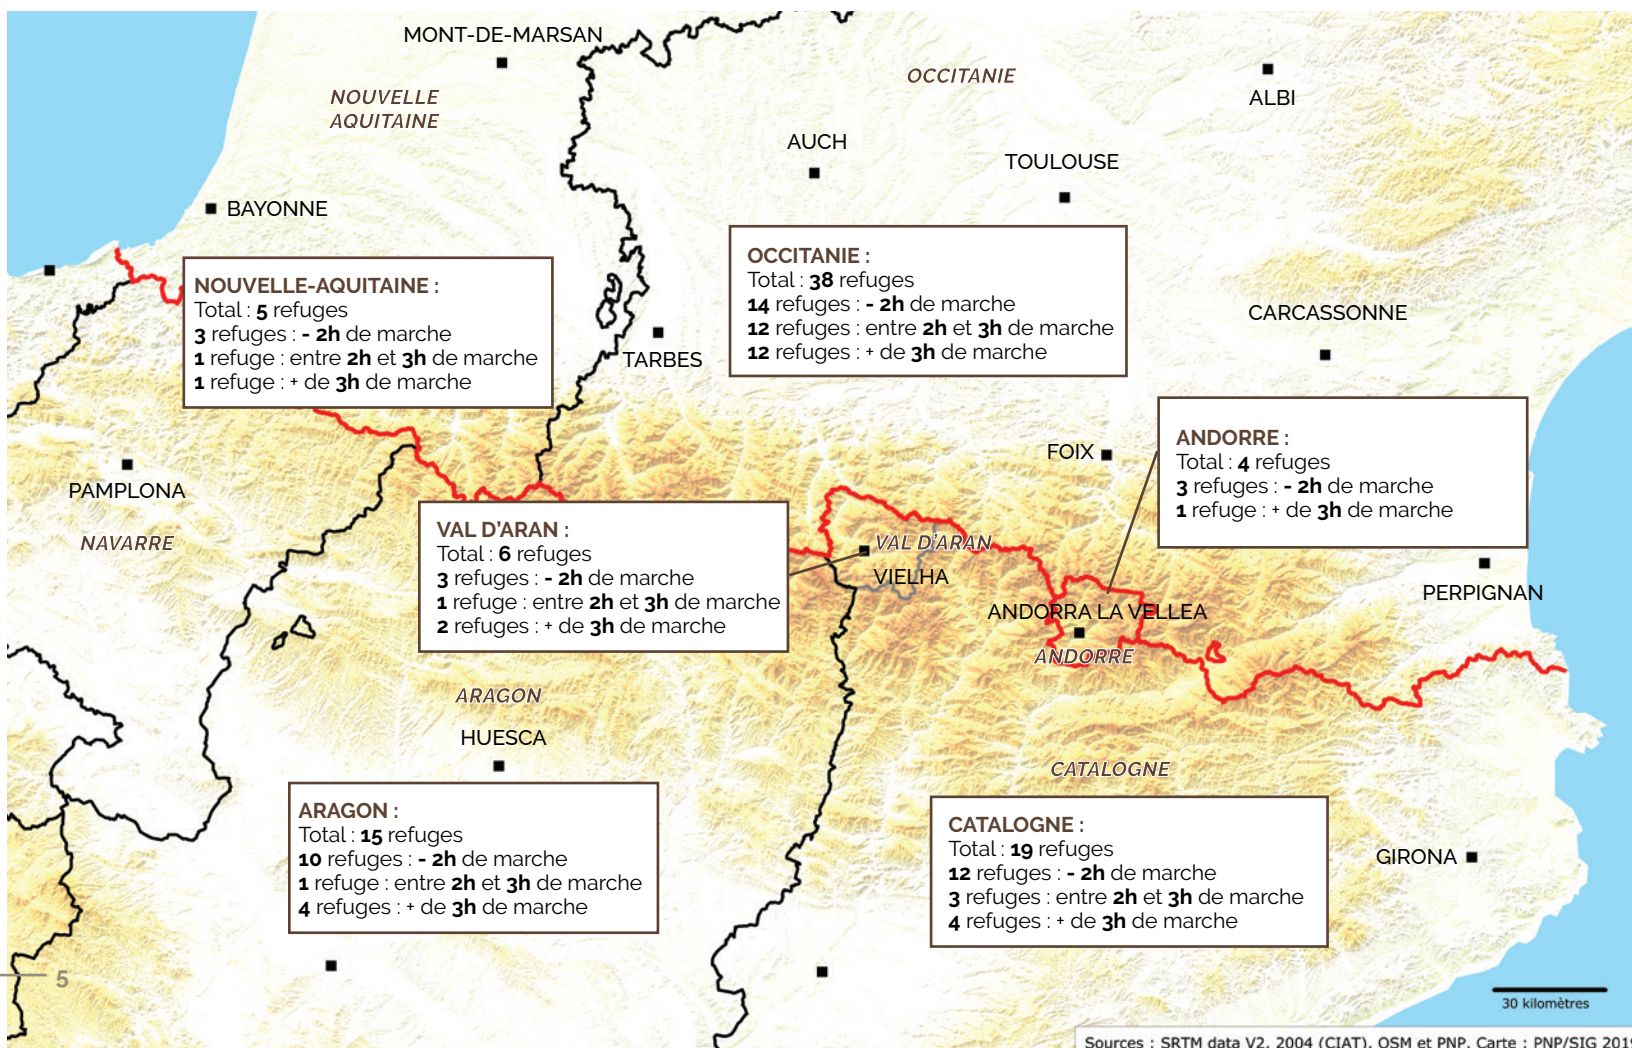 MONT-DE-MARSAN
NOUVELLE
AQUITAINE
OCCITANIE
ALBI
AUCH
TOULOUSE
BAYONNE
NOUVELLE-AQUITAINE :
Total : 5 refuges
3 refuges : - 2h de marche
1 refuge : entre 2h et 3h de marche
1 refuge : + de 3h de marche
OCCITANIE :
Total : 38 refuges
14 refuges : - 2h de marche
12 refuges : entre 2h et 3h de marche
12 refuges : + de 3h de marche
CARCASSONNE
TARBES
FOIX
ANDORRE :
Total : 4 refuges
3 refuges : - 2h de marche
1 refuge : + de 3h de marche
PAMPLONA
NAVARRE
VAL D'ARAN :
Total : 6 refuges
3 refuges : - 2h de marche
1 refuge : entre 2h et 3h de marche
2 refuges : + de 3h de marche
VAL D'ARAN
VIELHA
PERPIGNAN
ANDORRA LA VELLEA
ANDORRE
ARAGON
HUESCA
CATALOGNE
ARAGON :
Total : 15 refuges
10 refuges : - 2h de marche
1 refuge : entre 2h et 3h de marche
4 refuges : + de 3h de marche
CATALOGNE :
Total : 19 refuges
12 refuges : - 2h de marche
3 refuges : entre 2h et 3h de marche
4 refuges : + de 3h de marche
GIRONA
5
30 kilomètres
Sources : SRTM data V2, 2004 (CIAT), OSM et PNP. Carte : PNP/SIG 2019